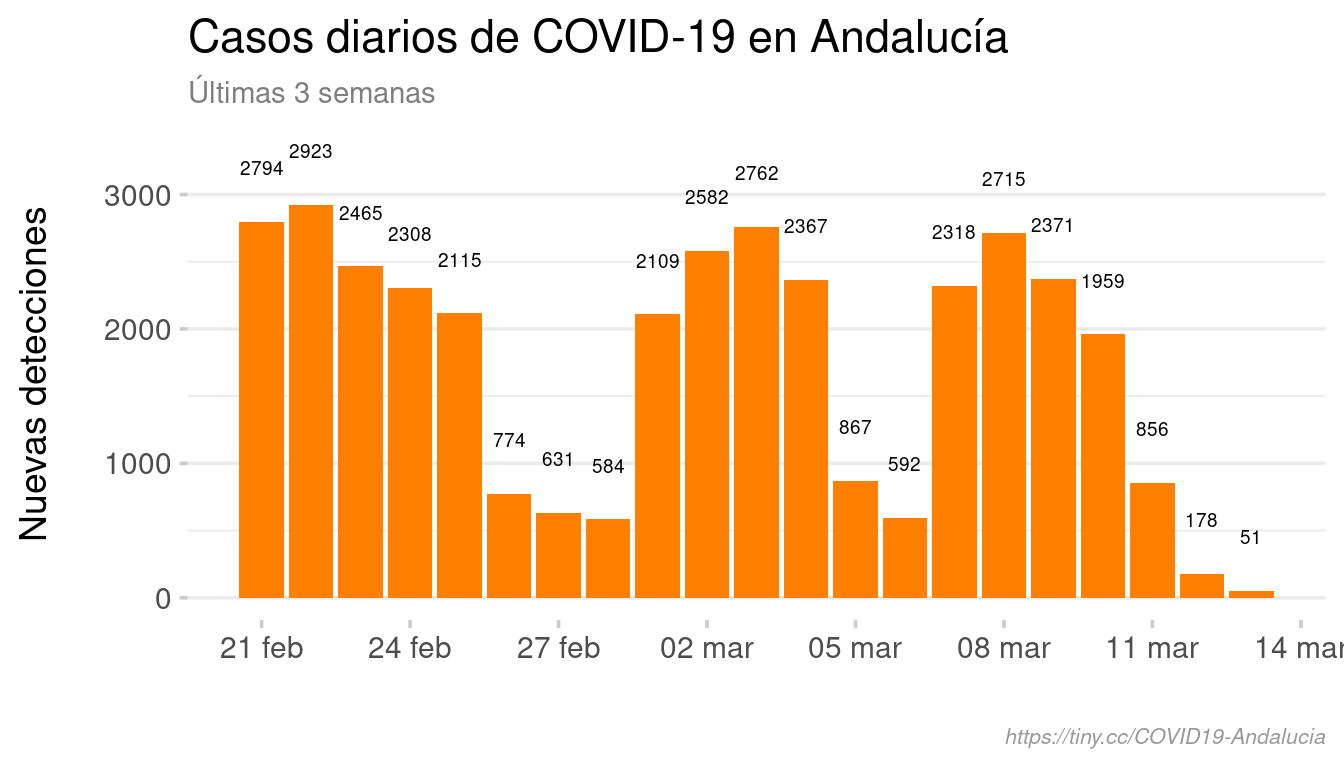 Casos diarios de COVID-19 en Andalucía
Últimas 3 semanas
Nuevas detecciones
3000
2000
1000
0
2794
2923
2465
2308
2115
774
631
584
2109
2582
2762
2367
867
592
2318
2715
2371
1959
856
178
51
21 feb
24 feb
27 feb
02 mar
05 mar
08 mar
11 mar
14 mar
https://tiny.cc/COVID19-Andalucia